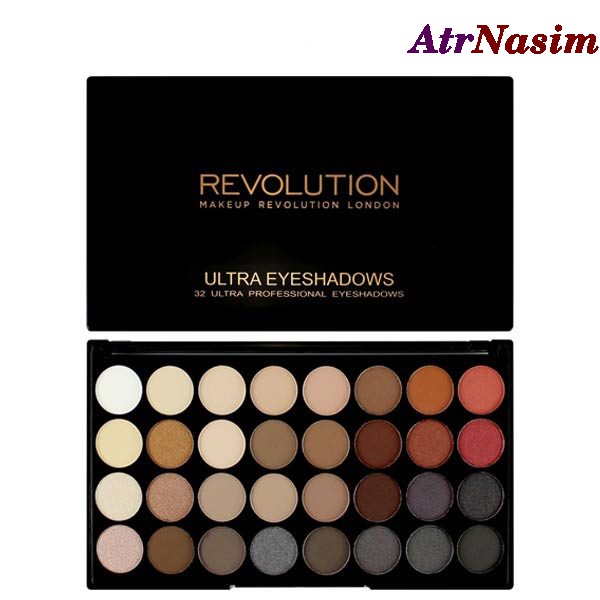 AtrNasim
REVOLUTION
MAKEUP REVOLUTION LONDON
ULTRA EYESHADOWS
32 ULTRA PROFESSIONAL EYESHADOWS